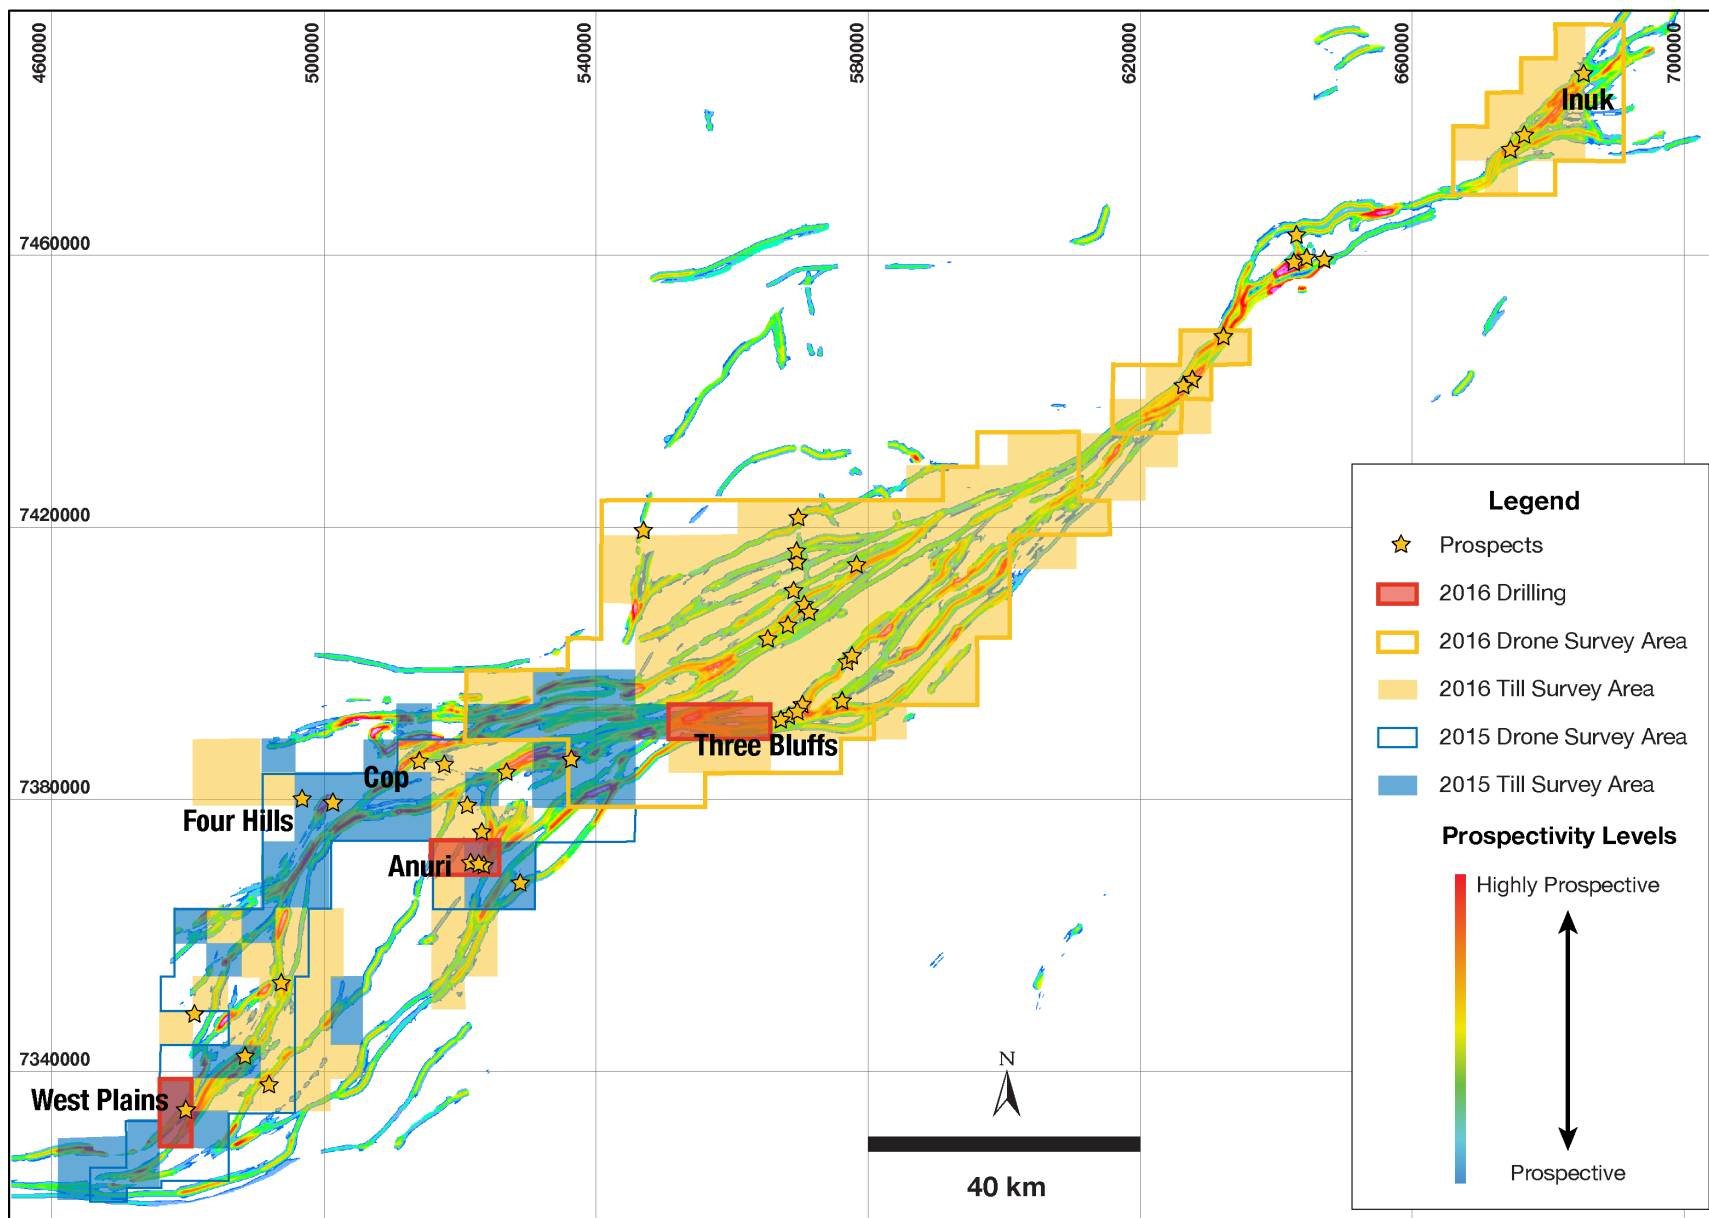 460000
500000
540000
580000
620000
660000
700000
Inuk
7460000
7420000
Three Bluffs
Cop
7380000
Four Hills
Anuri
7340000
West Plains
N
40 km
Legend
Prospects
2016 Drilling
2016 Drone Survey Area
2016 Till Survey Area
2015 Drone Survey Area
2015 Till Survey Area
Prospectivity Levels
Highly Prospective
Prospective